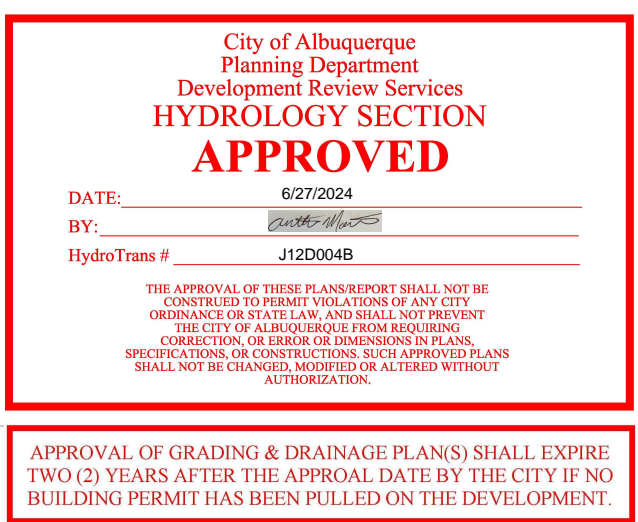 City of Albuquerque
Planning Department
Development Review Services
HYDROLOGY SECTION
APPROVED
DATE: 6/27/2024
BY:
HydroTrans # J12D004B
THE APPROVAL OF THESE PLANS/REPORT SHALL NOT BE
CONSTRUED TO PERMIT VIOLATIONS OF ANY CITY
ORDINANCE OR STATE LAW, AND SHALL NOT PREVENT
THE CITY OF ALBUQUERQUE FROM REQUIRING
CORRECTION, OR ERROR OR DIMENSIONS IN PLANS,
SPECIFICATIONS, OR CONSTRUCTIONS. SUCH APPROVED PLANS
SHALL NOT BE CHANGED, MODIFIED OR ALTERED WITHOUT
AUTHORIZATION.
APPROVAL OF GRADING & DRAINAGE PLAN(S) SHALL EXPIRE
TWO (2) YEARS AFTER THE APPROAL DATE BY THE CITY IF NO
BUILDING PERMIT HAS BEEN PULLED ON THE DEVELOPMENT.